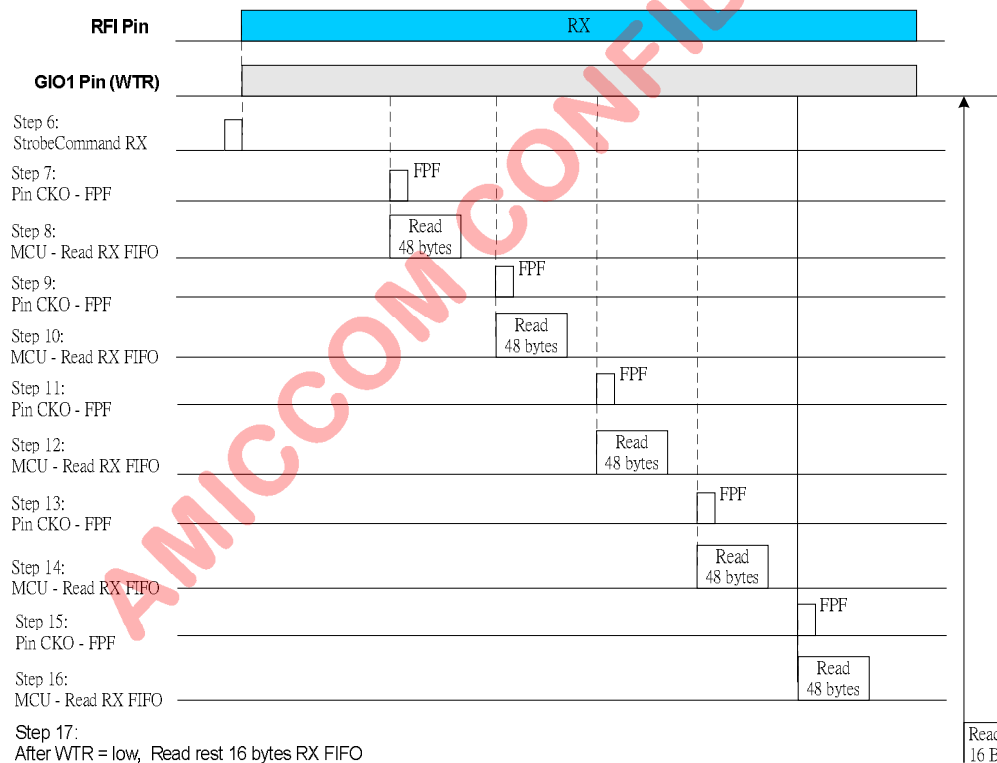 RFI Pin
RX
GIO1 Pin (WTR)
Step 6:
StrobeCommand RX
Step 7:
Pin CKO - FPF
FPF
Step 8:
MCU - Read RX FIFO
Read
48 bytes
Step 9:
Pin CKO - FPF
FPF
Step 10:
MCU - Read RX FIFO
Read
48 bytes
Step 11:
Pin CKO - FPF
FPF
Step 12:
MCU - Read RX FIFO
Read
48 bytes
Step 13:
Pin CKO - FPF
FPF
Step 14:
MCU - Read RX FIFO
Read
48 bytes
Step 15:
Pin CKO - FPF
FPF
Step 16:
MCU - Read RX FIFO
Read
48 bytes
Step 17:
After WTR = low, Read rest 16 bytes RX FIFO
Read
16 B
AMICCOM CONFI